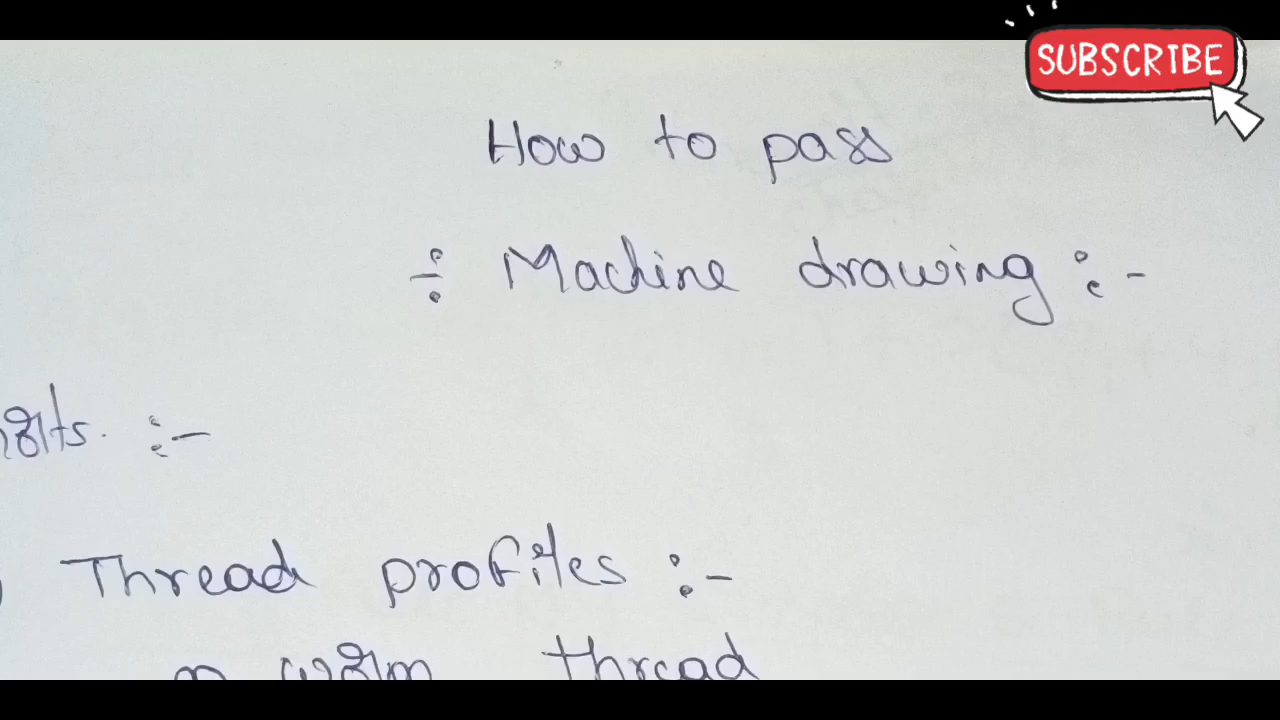 SUBSCRIBE
How to pass
÷ Machine drawing :-
:-
Thread profiles :-
thread